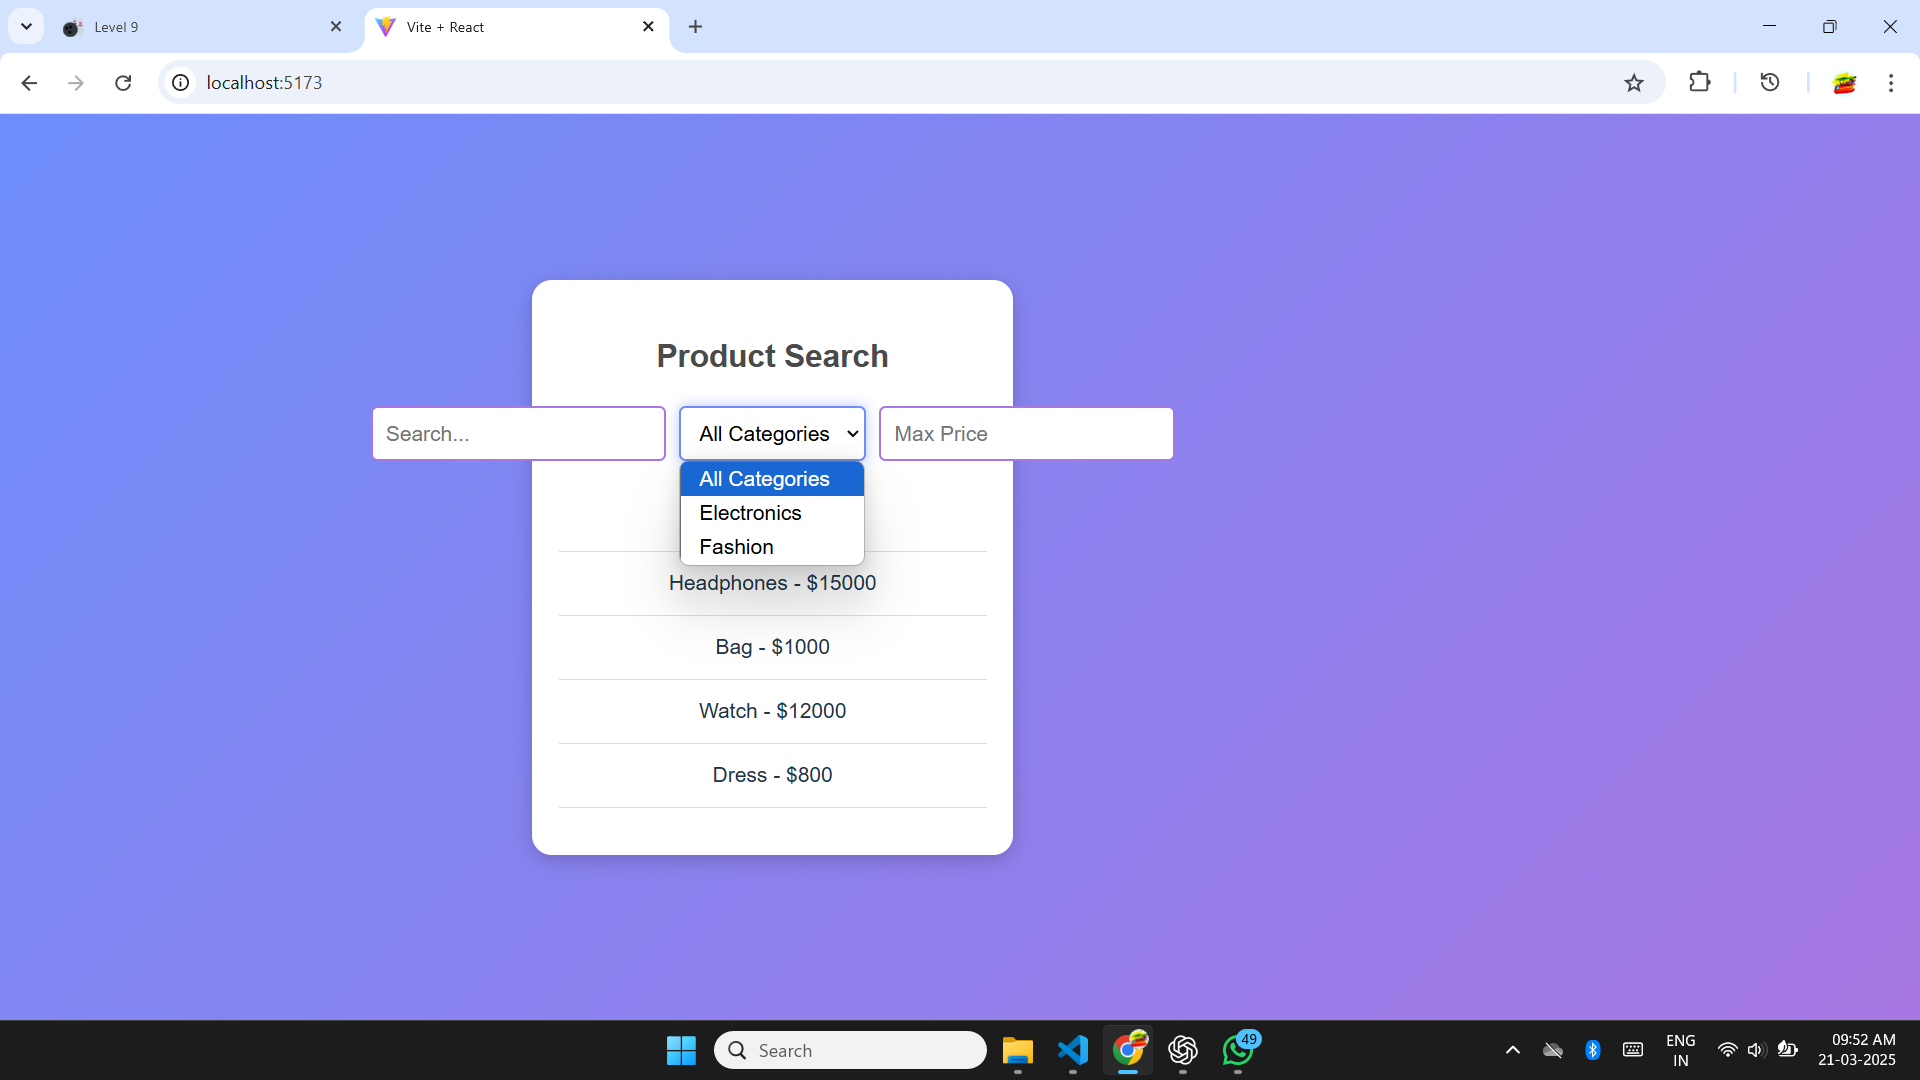 Level 9
Vite + React
localhost:5173
Product Search
Search...
All Categories
Max Price
All Categories
Electronics
Fashion
Headphones - $15000
Bag - $1000
Watch - $12000
Dress - $800
Search
49
ENG
IN
09:52 AM
21-03-2025